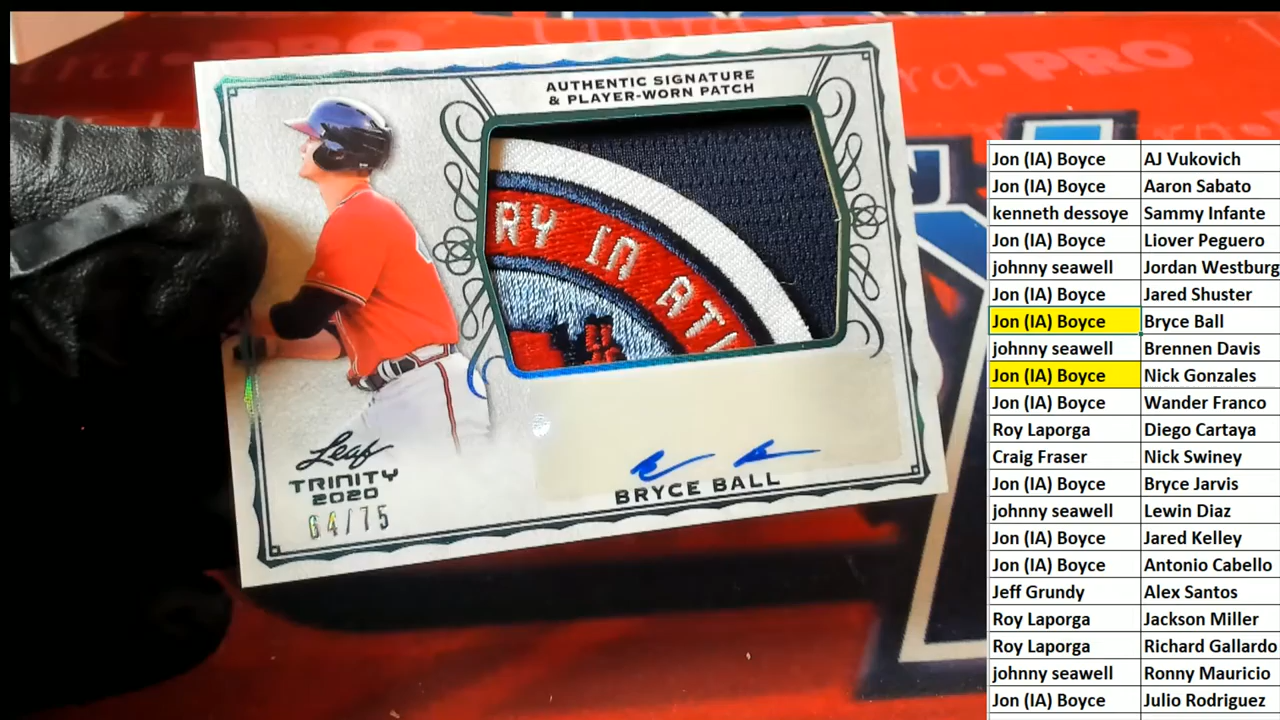 AUTHENTIC SIGNATURE
& PLAYER-WORN PATCH
RY IN AT
Leaf
TRINITY
2020
64/75
BRYCE BALL
PRO
Jon (IA) Boyce AJ Vukovich
Jon (IA) Boyce Aaron Sabato
kenneth dessoye Sammy Infante
Jon (IA) Boyce Liover Peguero
johnny seawell Jordan Westburg
Jon (IA) Boyce Jared Shuster
Jon (IA) Boyce Bryce Ball
johnny seawell Brennen Davis
Jon (IA) Boyce Nick Gonzales
Jon (IA) Boyce Wander Franco
Roy Laporga Diego Cartaya
Craig Fraser Nick Swiney
Jon (IA) Boyce Bryce Jarvis
johnny seawell Lewin Diaz
Jon (IA) Boyce Jared Kelley
Jon (IA) Boyce Antonio Cabello
Jeff Grundy Alex Santos
Roy Laporga Jackson Miller
Roy Laporga Richard Gallardo
johnny seawell Ronny Mauricio
Jon (IA) Boyce Julio Rodriguez